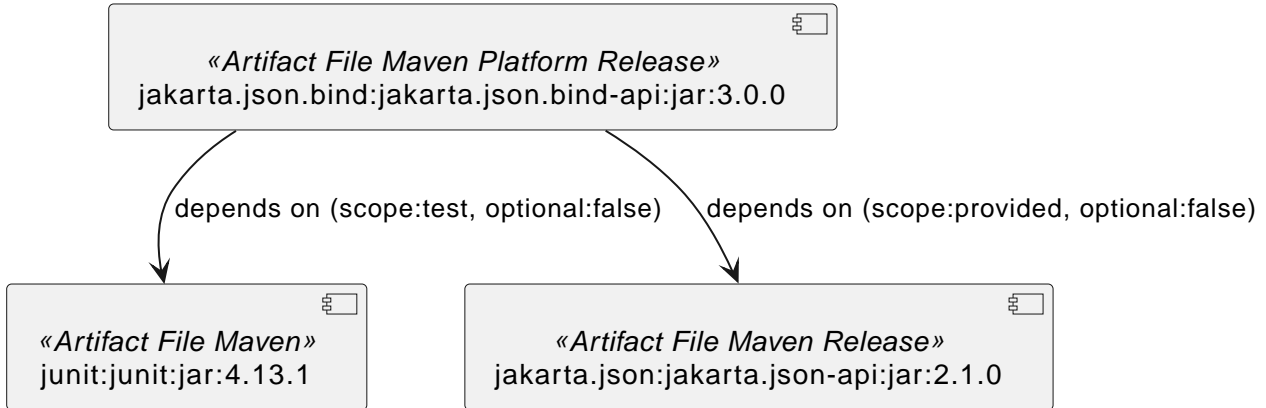 «Artifact File Maven Platform Release»
jakarta.json.bind:jakarta.json.bind-api:jar:3.0.0
depends on (scope:test, optional:false)
depends on (scope:provided, optional:false)
«Artifact File Maven»
junit:junit:jar:4.13.1
«Artifact File Maven Release»
jakarta.json:jakarta.json-api:jar:2.1.0